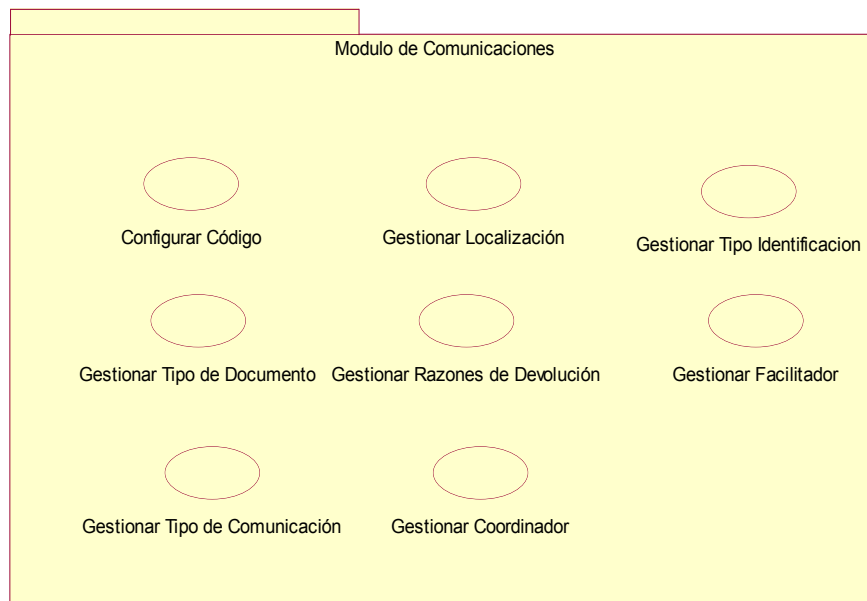 Modulo de Comunicaciones
Configurar Código
Gestionar Localización
Gestionar Tipo Identificacion
Gestionar Tipo de Documento
Gestionar Razones de Devolución
Gestionar Facilitador
Gestionar Tipo de Comunicación
Gestionar Coordinador